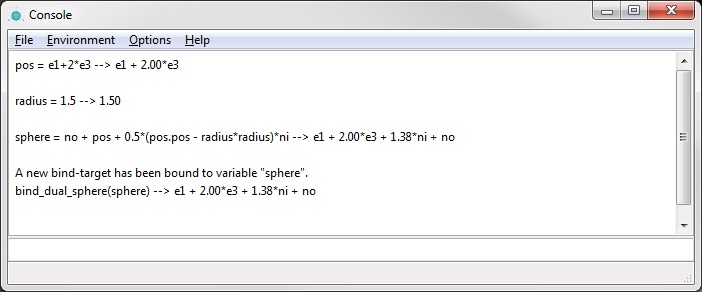 Console
File Environment Options Help
pos = e1+2*e3 --> e1 + 2.00*e3
radius = 1.5 --> 1.50
sphere = no + pos + 0.5*(pos.pos - radius*radius)*ni --> e1 + 2.00*e3 + 1.38*ni + no
A new bind-target has been bound to variable "sphere".
bind_dual_sphere(sphere) --> e1 + 2.00*e3 + 1.38*ni + no